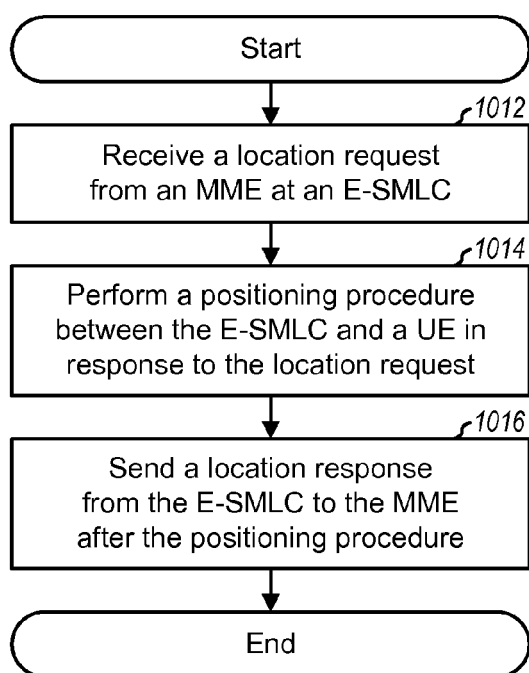 Start
1012
Receive a location request
from an MME at an E-SMLC
1014
Perform a positioning procedure
between the E-SMLC and a UE in
response to the location request
1016
Send a location response
from the E-SMLC to the MME
after the positioning procedure
End